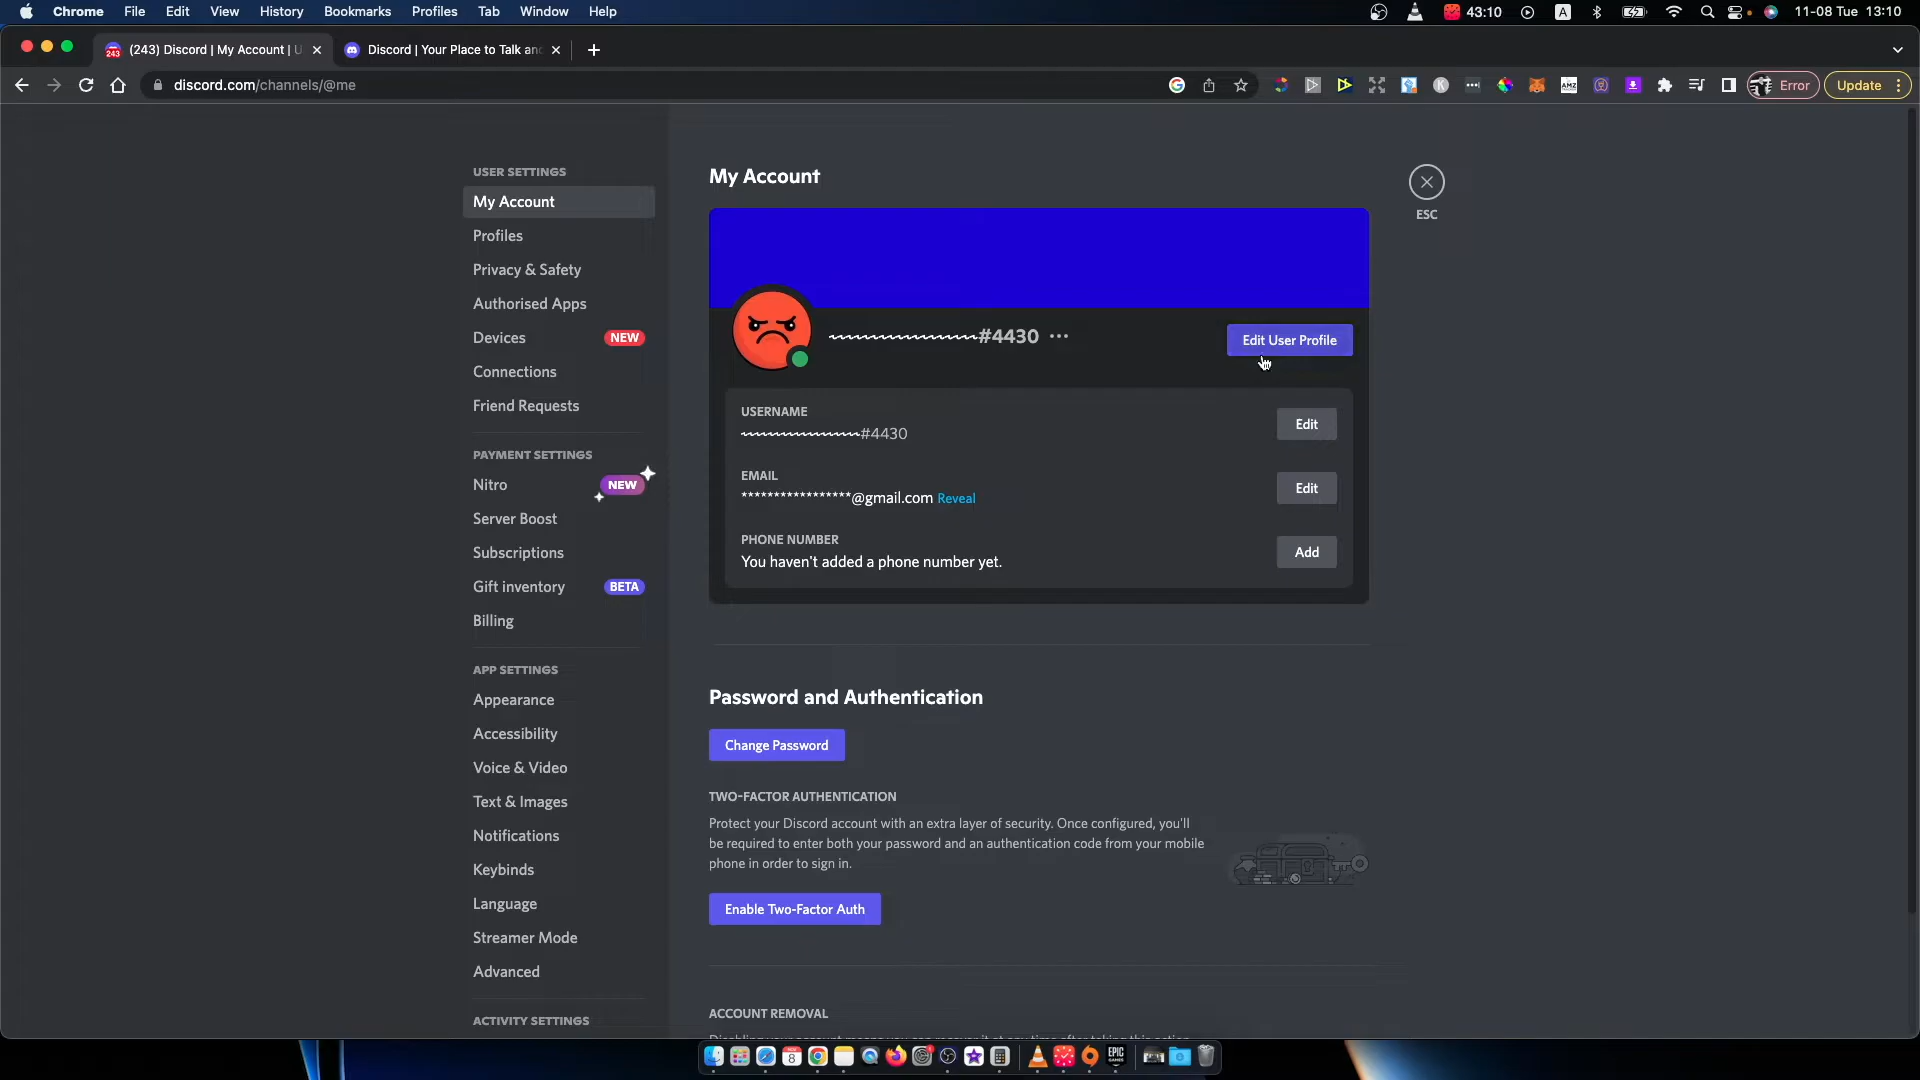 Chrome File Edit View History Bookmarks Profiles Tab Window Help
43:10 A 11-08 Tue 13:10
243 (243) Discord | My Account | U
Discord | Your Place to Talk an
discord.com/channels/@me
Error
Update
USER SETTINGS
My Account
Profiles
Privacy & Safety
Authorised Apps
Devices NEW
Connections
Friend Requests
PAYMENT SETTINGS
Nitro NEW
Server Boost
Subscriptions
Gift inventory BETA
Billing
APP SETTINGS
Appearance
Accessibility
Voice & Video
Text & Images
Notifications
Keybinds
Language
Streamer Mode
Advanced
ACTIVITY SETTINGS
My Account
ESC
#4430
Edit User Profile
USERNAME
#4430
Edit
EMAIL
*****************@gmail.com Reveal
Edit
PHONE NUMBER
You haven't added a phone number yet.
Add
Password and Authentication
Change Password
TWO-FACTOR AUTHENTICATION
Protect your Discord account with an extra layer of security. Once configured, you'll
be required to enter both your password and an authentication code from your mobile
phone in order to sign in.
Enable Two-Factor Auth
ACCOUNT REMOVAL